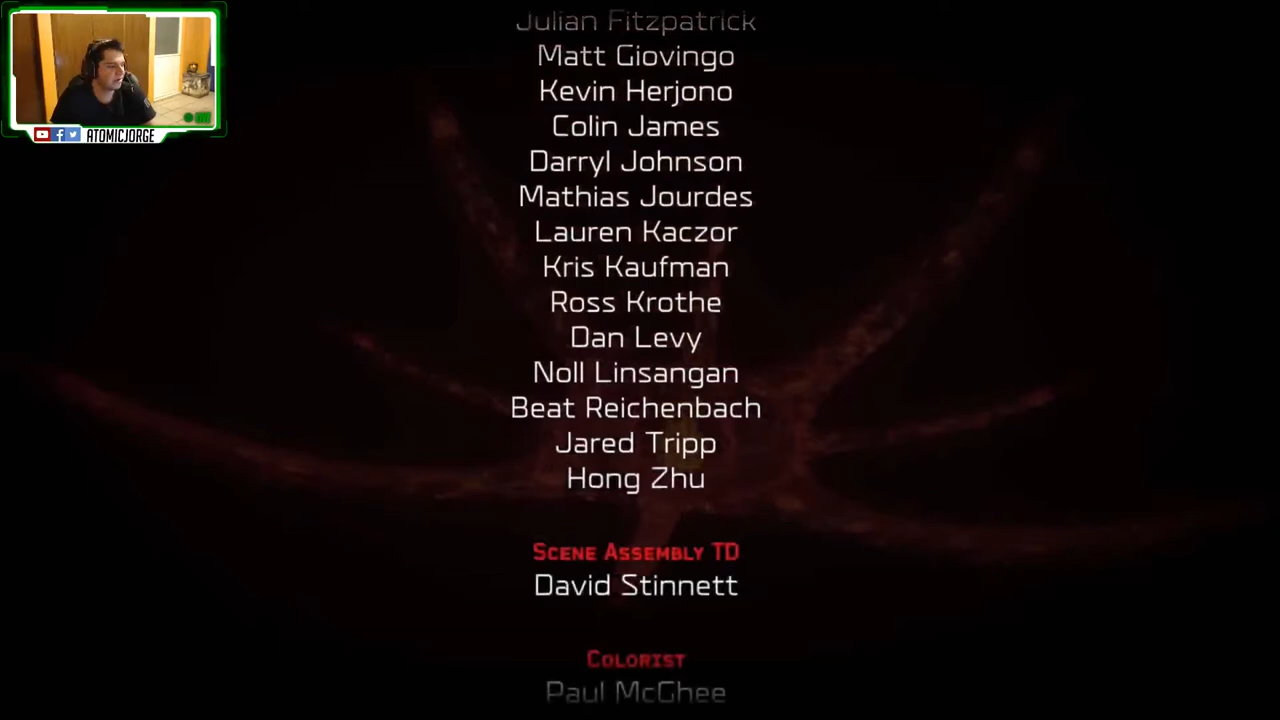 Julian Fitzpatrick
Matt Giovingo
Kevin Herjono
Colin James
Darryl Johnson
Mathias Jourdes
Lauren Kaczor
Kris Kaufman
Ross Krothe
Dan Levy
Noll Linsangan
Beat Reichenbach
Jared Tripp
Hong Zhu
Scene Assembly TD
David Stinnett
Colorist
Paul McGhee
ATOMICJORGE